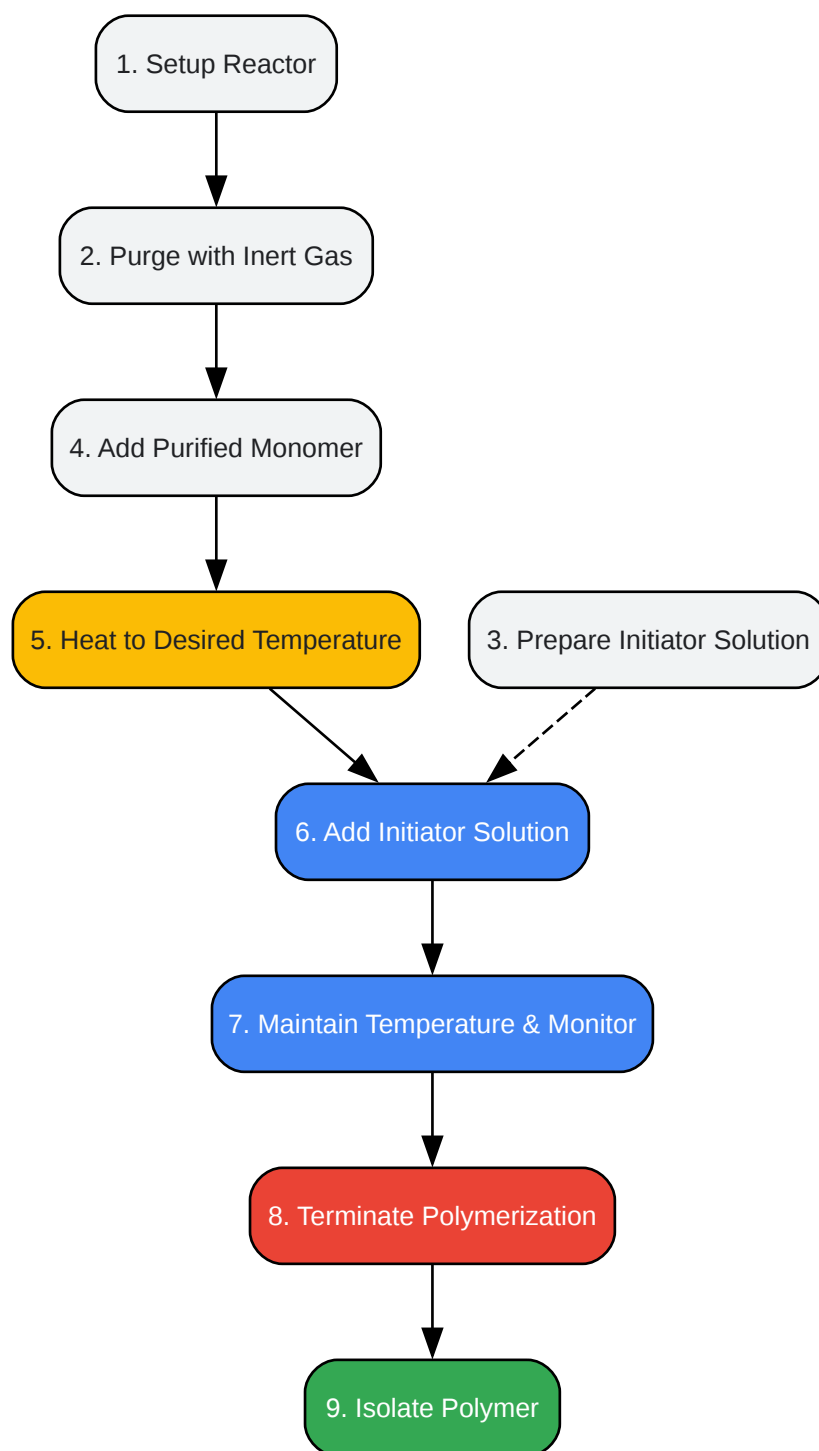 1. Setup Reactor
2. Purge with Inert Gas
4. Add Purified Monomer
5. Heat to Desired Temperature
3. Prepare Initiator Solution
6. Add Initiator Solution
7. Maintain Temperature & Monitor
8. Terminate Polymerization
9. Isolate Polymer